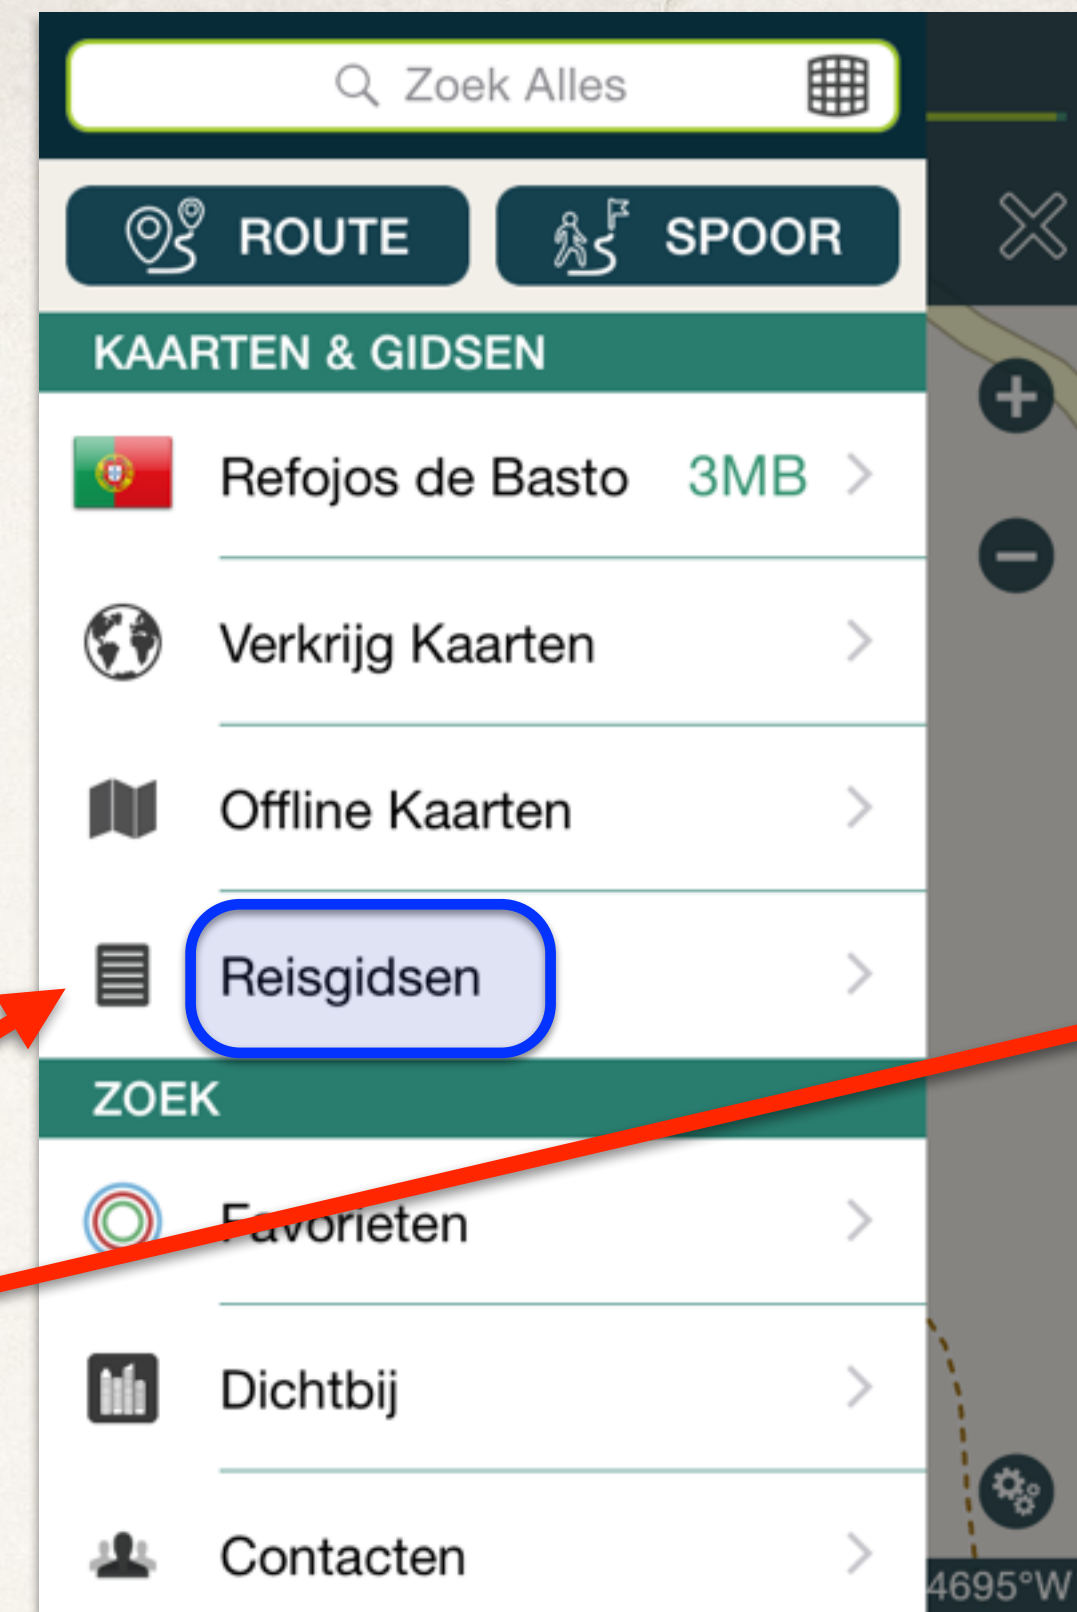 Zoek Alles
ROUTE
SPOOR
KAARTEN & GIDSEN
Refojos de Basto 3MB
Verkrijg Kaarten
Offline Kaarten
Reisgidsen
ZOEK
Favorieten
Dichtbij
Contacten
4695°W